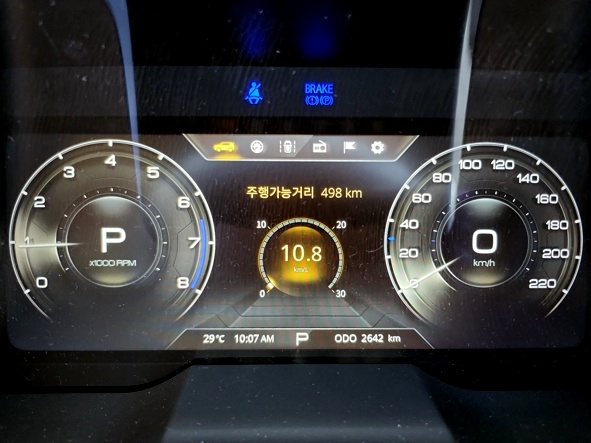 BRAKE
주행가능거리 498 km
0 1 2 3 4 5 6 7 8
P
x1000 RPM
0 10 20 30
10.8
km/L
0 20 40 60 80 100 120 140 160 180 200 220
0
km/h
29°C 10:07 AM P ODO 2642 km